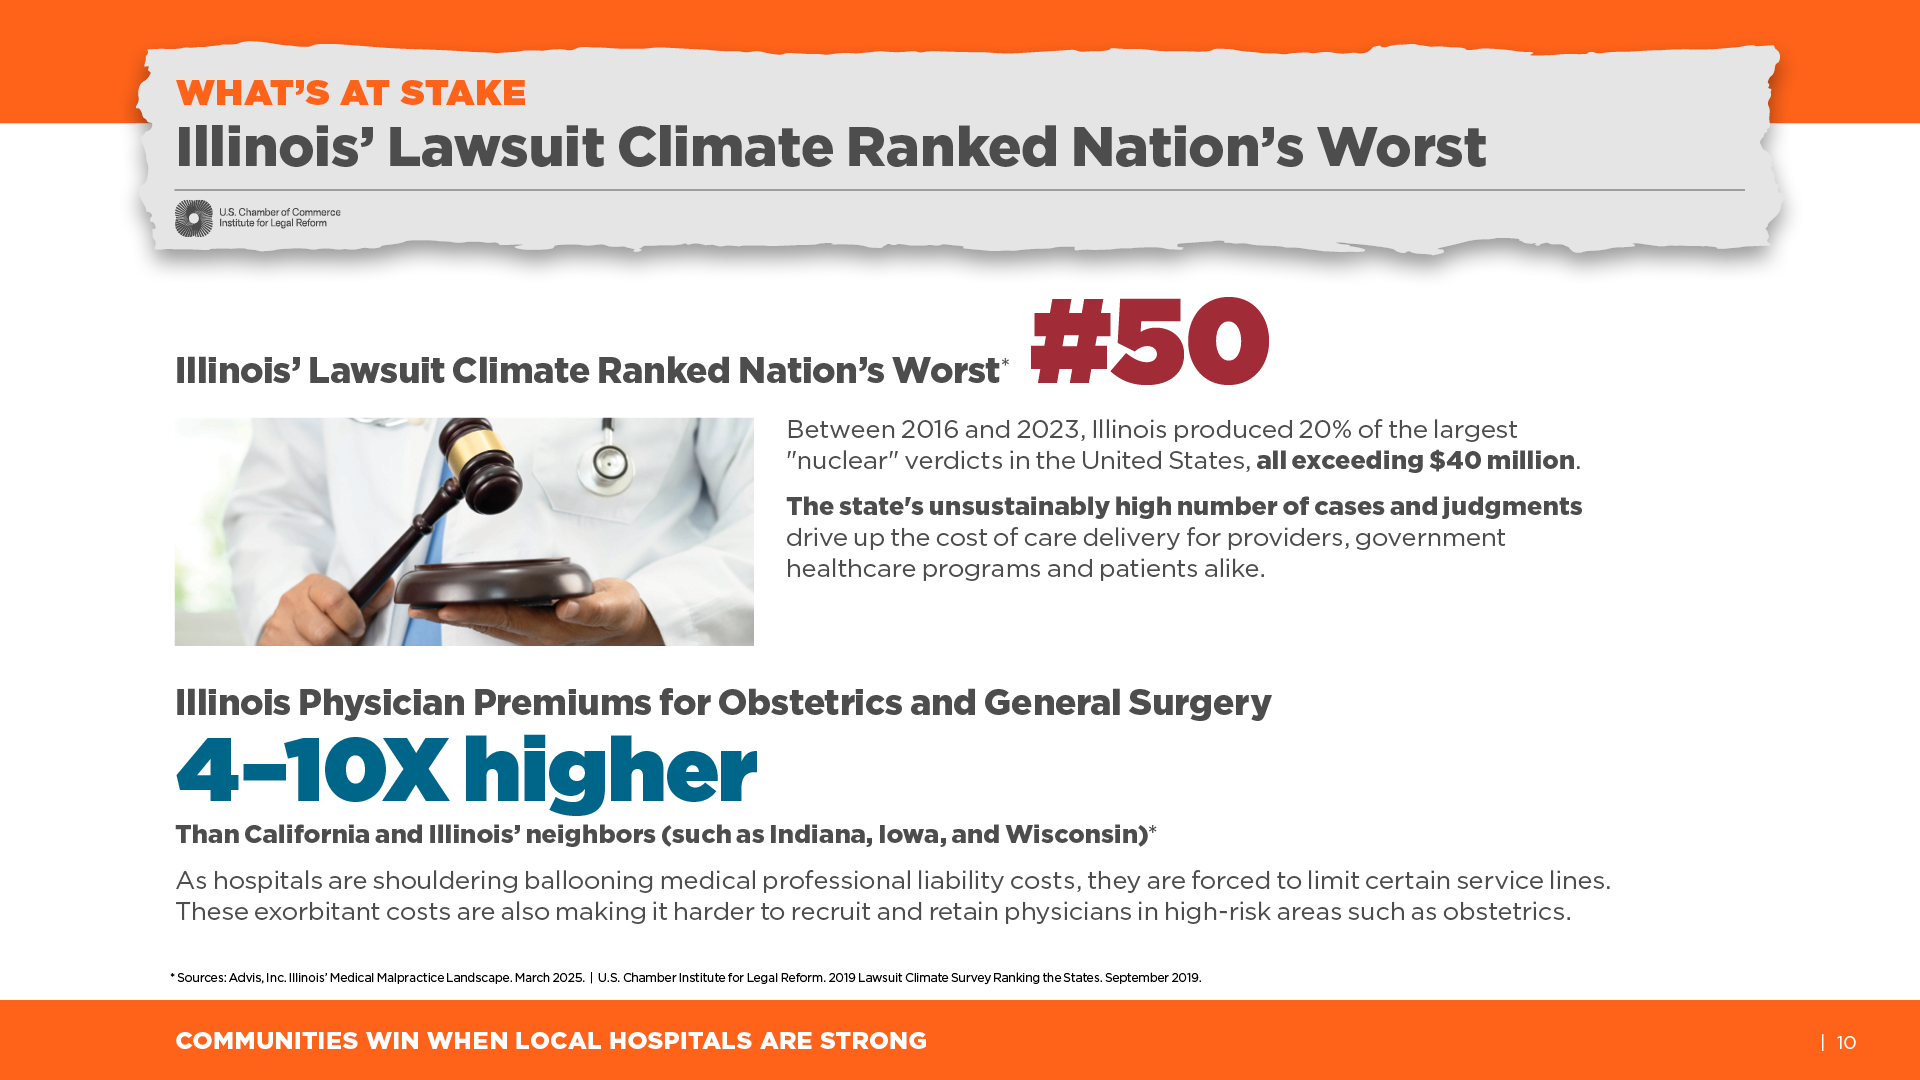 WHAT’S AT STAKE
Illinois’ Lawsuit Climate Ranked Nation’s Worst
U.S. Chamber of Commerce
Institute for Legal Reform
Illinois’ Lawsuit Climate Ranked Nation’s Worst* #50
Between 2016 and 2023, Illinois produced 20% of the largest
"nuclear" verdicts in the United States, all exceeding $40 million.
The state's unsustainably high number of cases and judgments
drive up the cost of care delivery for providers, government
healthcare programs and patients alike.
Illinois Physician Premiums for Obstetrics and General Surgery
4–10X higher
Than California and Illinois’ neighbors (such as Indiana, Iowa, and Wisconsin)*
As hospitals are shouldering ballooning medical professional liability costs, they are forced to limit certain service lines.
These exorbitant costs are also making it harder to recruit and retain physicians in high-risk areas such as obstetrics.
* Sources: Advis, Inc. Illinois’ Medical Malpractice Landscape. March 2025. | U.S. Chamber Institute for Legal Reform. 2019 Lawsuit Climate Survey Ranking the States. September 2019.
COMMUNITIES WIN WHEN LOCAL HOSPITALS ARE STRONG
| 10